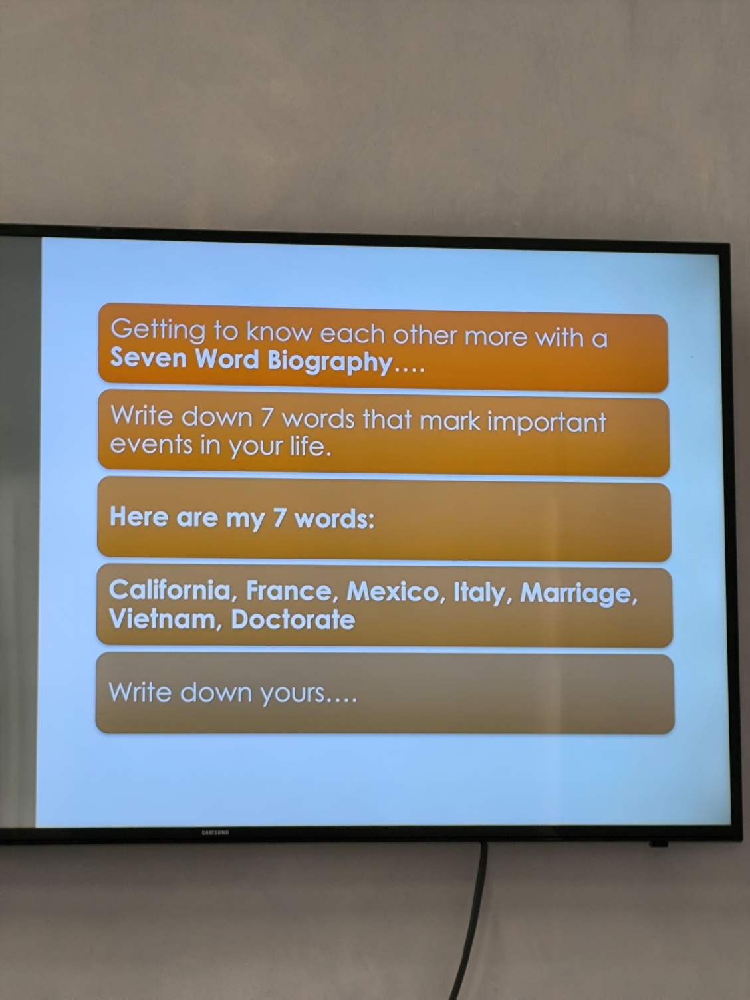 Getting to know each other more with a
Seven Word Biography....
Write down 7 words that mark important
events in your life.
Here are my 7 words:
California, France, Mexico, Italy, Marriage,
Vietnam, Doctorate
Write down yours....
SAMSUNG